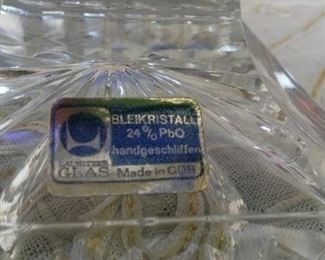 BLEIKRISTALL
24% PbO
handgeschliffen
LAUSITZER
GLAS
Made in GDR